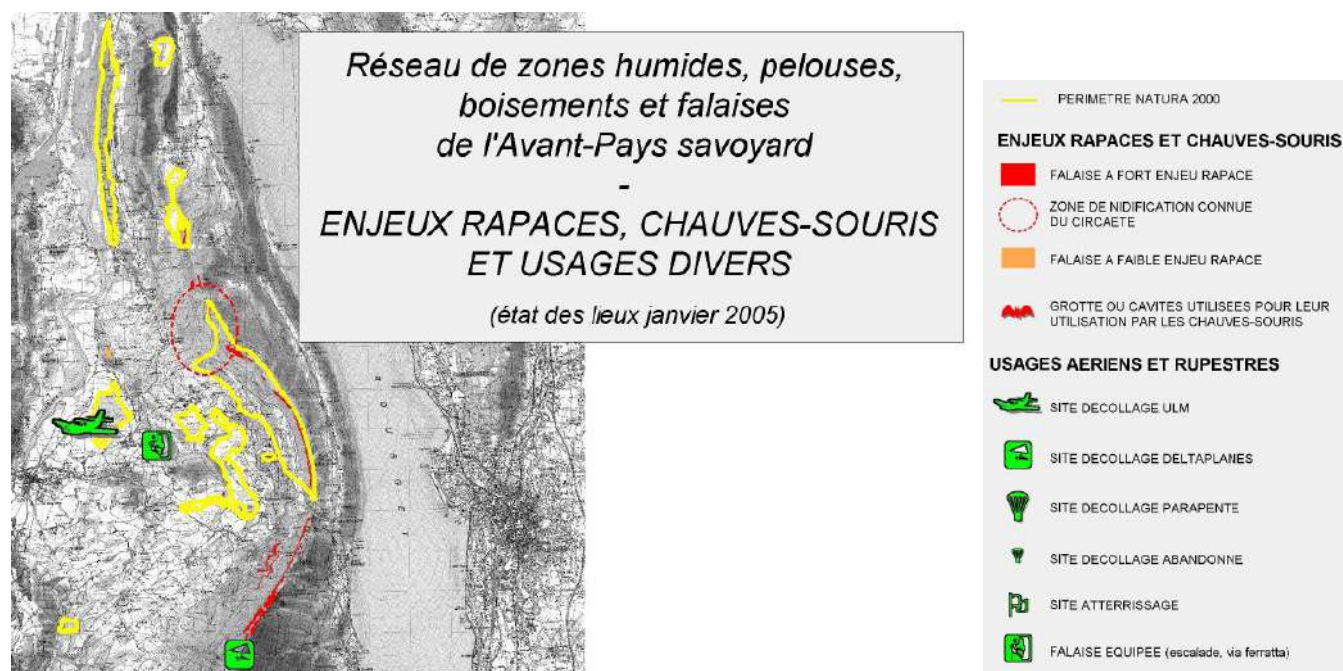 Réseau de zones humides, pelouses,
boisements et falaises
de l'Avant-Pays savoyard
-
ENJEUX RAPACES, CHAUVES-SOURIS
ET USAGES DIVERS
(état des lieux janvier 2005)
PERIMETRE NATURA 2000
ENJEUX RAPACES ET CHAUVES-SOURIS
FALAISE A FORT ENJEU RAPACE
ZONE DE NIDIFICATION CONNUE
DU CIRCAETE
FALAISE A FAIBLE ENJEU RAPACE
GROTTE OU CAVITES UTILISEES POUR LEUR
UTILISATION PAR LES CHAUVES-SOURIS
USAGES AERIENS ET RUPESTRES
SITE DECOLLAGE ULM
SITE DECOLLAGE DELTAPLANES
SITE DECOLLAGE PARAPENTE
SITE DECOLLAGE ABANDONNE
SITE ATTERRISSAGE
FALAISE EQUIPEE (escalade, via ferratta)